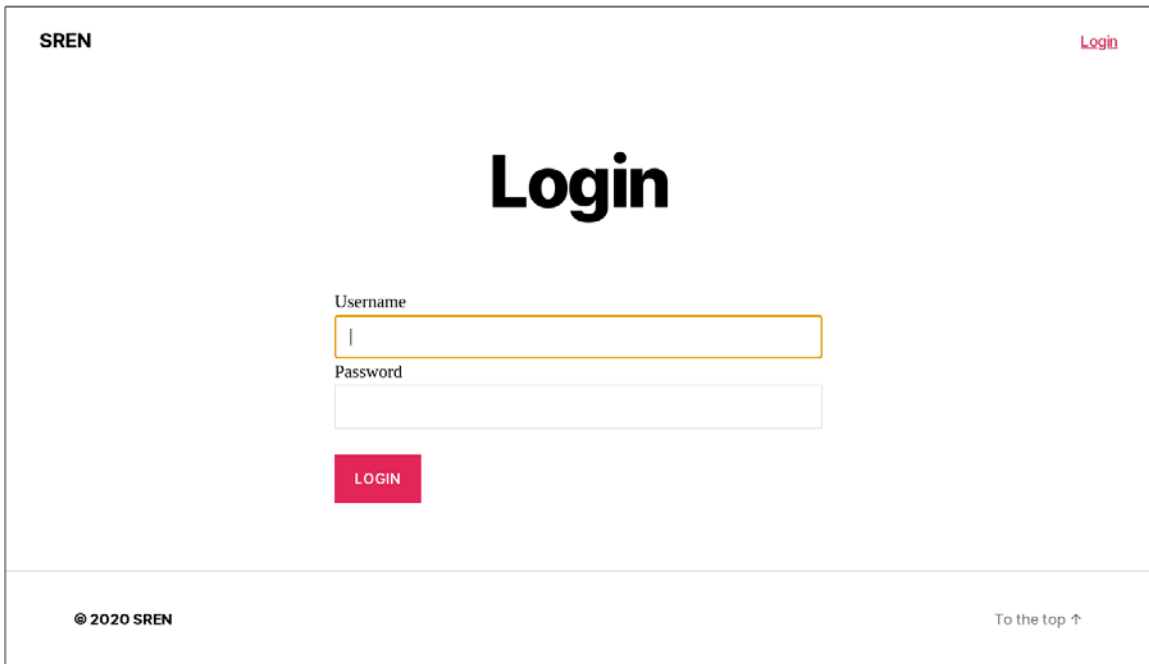 SREN
Login
Login
Username
Password
LOGIN
© 2020 SREN
To the top ↑